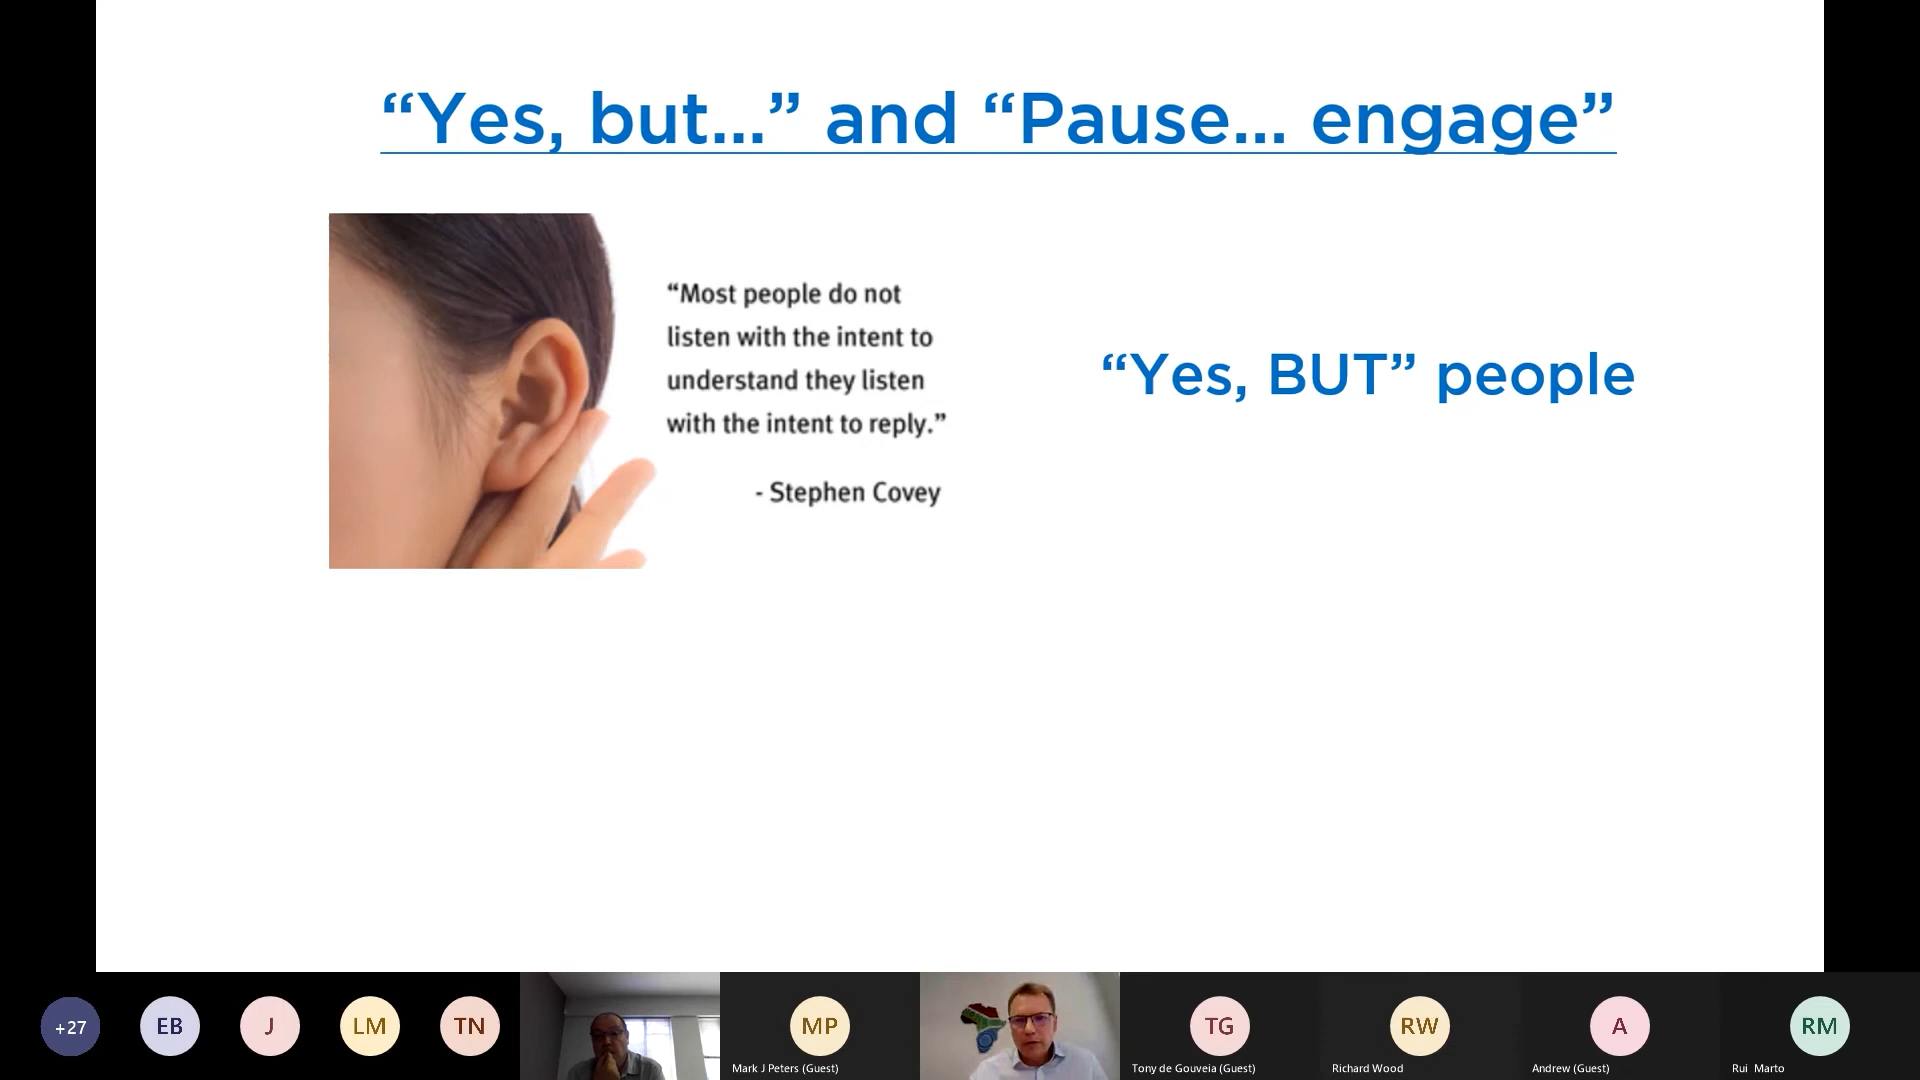 “Yes, but...” and “Pause... engage”
“Most people do not
listen with the intent to
understand they listen
with the intent to reply.”
- Stephen Covey
“Yes, BUT” people
+27
EB
J
LM
TN
MP
Mark J Peters (Guest)
TG
Tony de Gouveia (Guest)
RW
Richard Wood
A
Andrew (Guest)
RM
Rui Marto